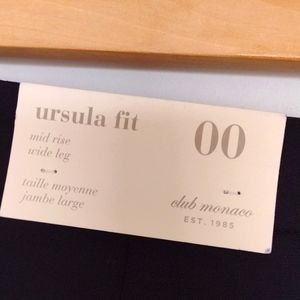 ursula fit
00
mid rise
wide leg
taille moyenne
jambe large
club monaco
EST. 1985